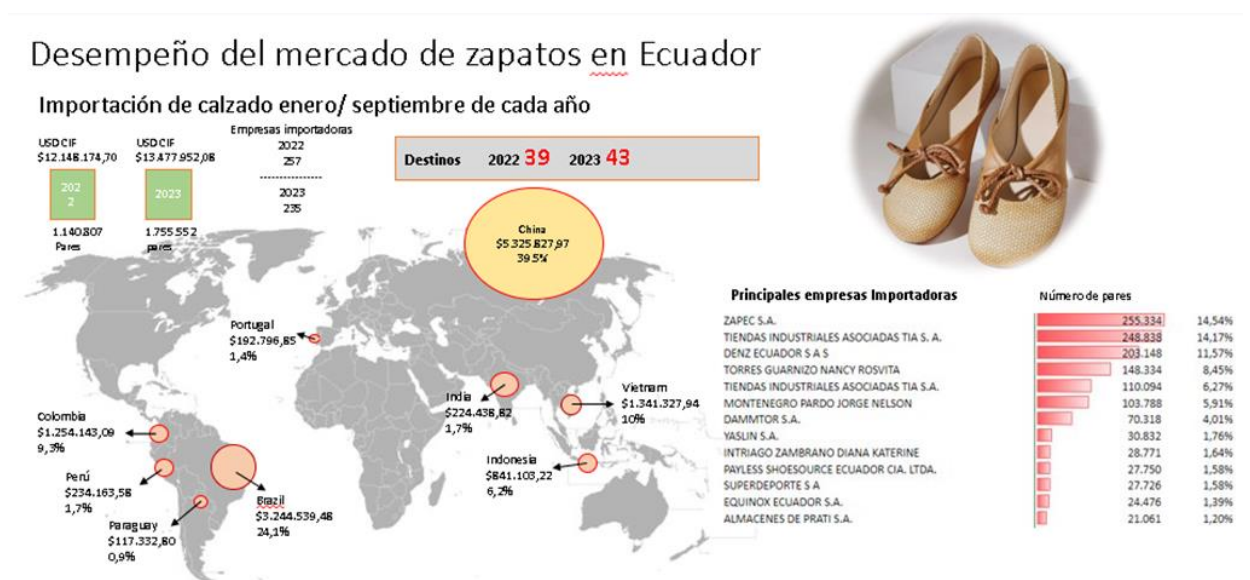 Desempeño del mercado de zapatos en Ecuador
Importación de calzado enero/ septiembre de cada año
USD CIF
$12.148.174,70
202
2
1.140.807
Pares
USD CIF
$13.477.952,08
2023
1.755.552
pares
Empresas importadoras
2022
257
----------------
2023
235
Destinos 2022 39 2023 43
China
$5.325.827,97
39.5%
Portugal
$192.796,85
1,4%
India
$224.438,82
1,7%
Vietnam
$1.341.327,94
10%
Colombia
$1.254.143,09
9,3%
Indonesia
$841.103,22
6,2%
Perú
$234.163,58
1,7%
Brazil
$3.244.539,48
24,1%
Paraguay
$117.332,80
0,9%
Principales empresas Importadoras Número de pares
ZAPEC S.A. 255.334 14,54%
TIENDAS INDUSTRIALES ASOCIADAS TIA S. A. 248.838 14,17%
DENZ ECUADOR S A S 203.148 11,57%
TORRES GUARNIZO NANCY ROSVITA 148.334 8,45%
TIENDAS INDUSTRIALES ASOCIADAS TIA S.A. 110.094 6,27%
MONTENEGRO PARDO JORGE NELSON 103.788 5,91%
DAMMTOR S.A. 70.318 4,01%
YASLIN S.A. 30.832 1,76%
INTRIAGO ZAMBRANO DIANA KATERINE 28.771 1,64%
PAYLESS SHOESOURCE ECUADOR CIA. LTDA. 27.750 1,58%
SUPERDEPORTE S A 27.726 1,58%
EQUINOX ECUADOR S.A. 24.476 1,39%
ALMACENES DE PRATI S.A. 21.061 1,20%